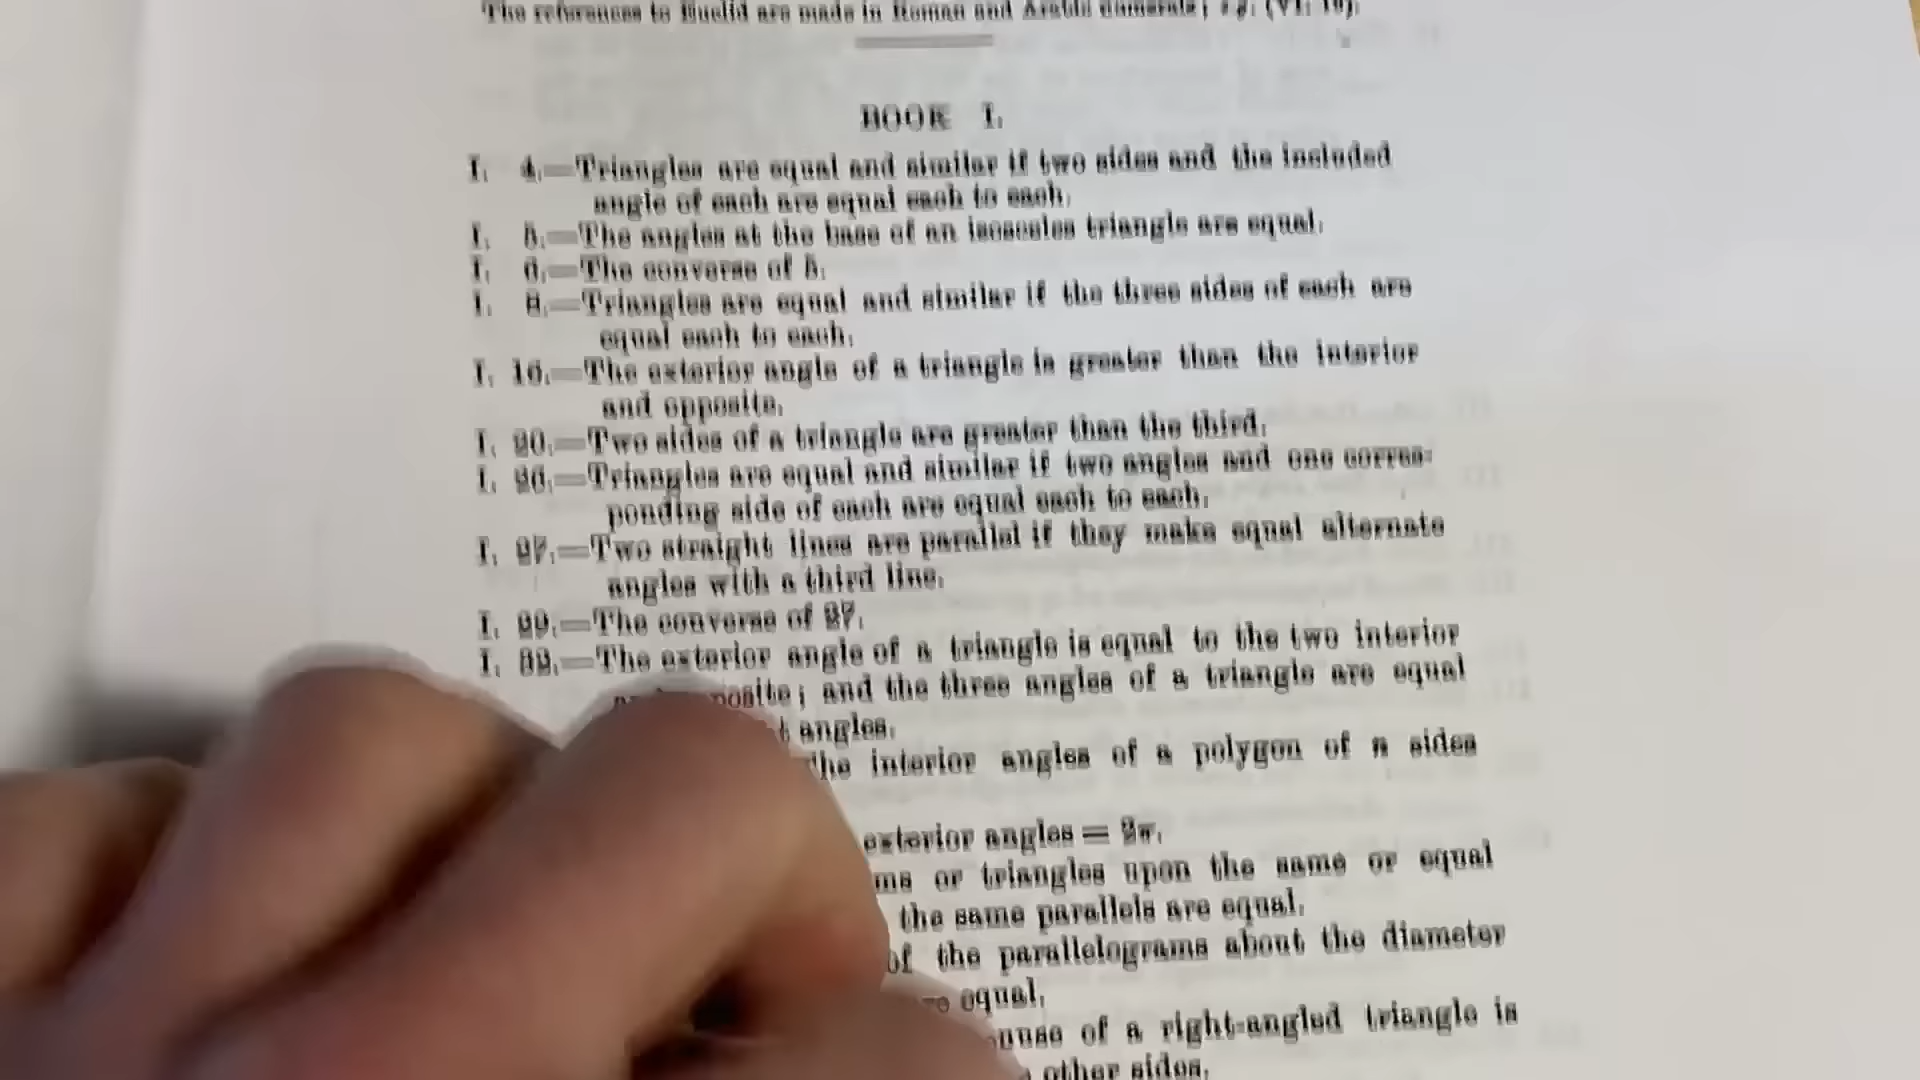 The references to Euclid are made in Roman and Arabic numerals; e.g. (VI. 19).
BOOK I.
I. 4.—Triangles are equal and similar if two sides and the included
angle of each are equal each to each.
I. 5.—The angles at the base of an isosceles triangle are equal.
I. 6.—The converse of 5.
I. 8.—Triangles are equal and similar if the three sides of each are
equal each to each.
I. 16.—The exterior angle of a triangle is greater than the interior
and opposite.
I. 20.—Two sides of a triangle are greater than the third.
I. 26.—Triangles are equal and similar if two angles and one corres-
ponding side of each are equal each to each.
I. 27.—Two straight lines are parallel if they make equal alternate
angles with a third line.
I. 29.—The converse of 27.
I. 32.—The exterior angle of a triangle is equal to the two interior
posite; and the three angles of a triangle are equal
t angles.
the interior angles of a polygon of n sides
exterior angles = 2π.
ms or triangles upon the same or equal
the same parallels are equal.
of the parallelograms about the diameter
equal.
nuse of a right-angled triangle is
other sides.